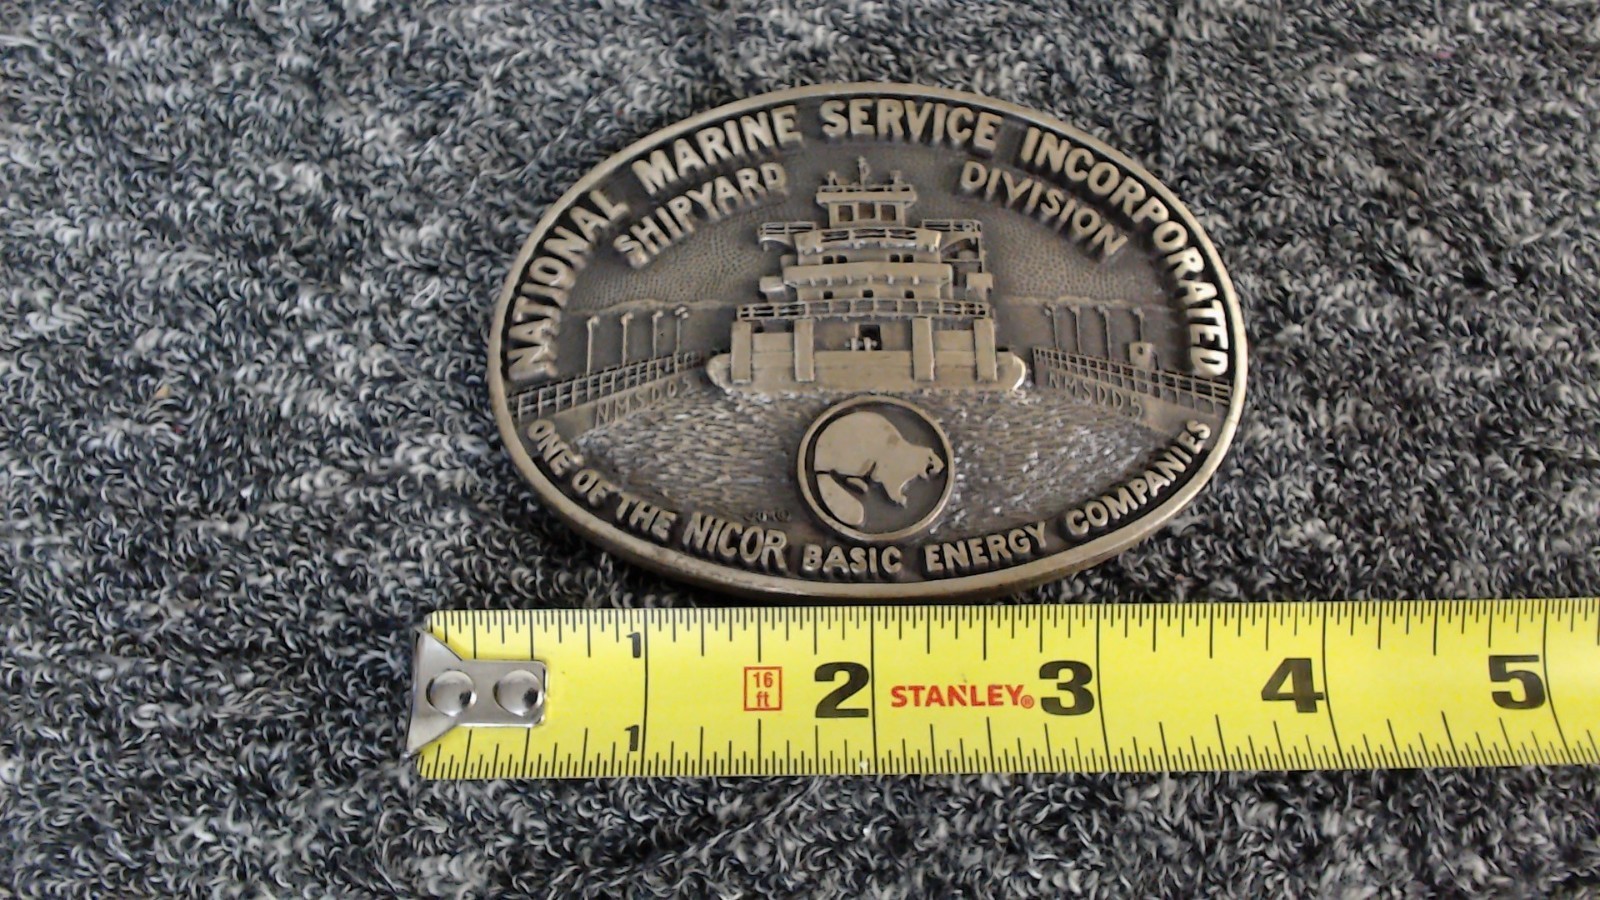 NATIONAL MARINE SERVICE INCORPORATED
SHIPYARD DIVISION
NMSDD5 NMSDD5
ONE OF THE NICOR BASIC ENERGY COMPANIES
1 16 ft 2 STANLEY® 3 4 5
1